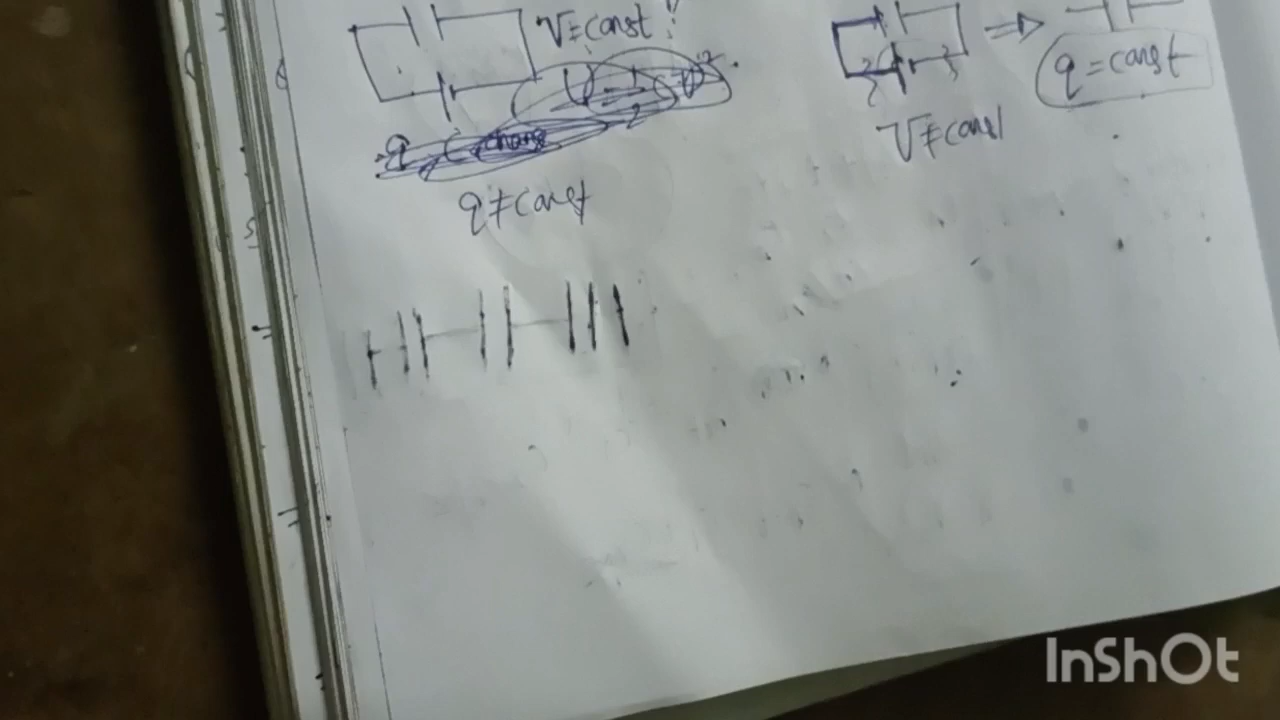 V = const
q = const
V ≠ const
q ≠ const
InShOt